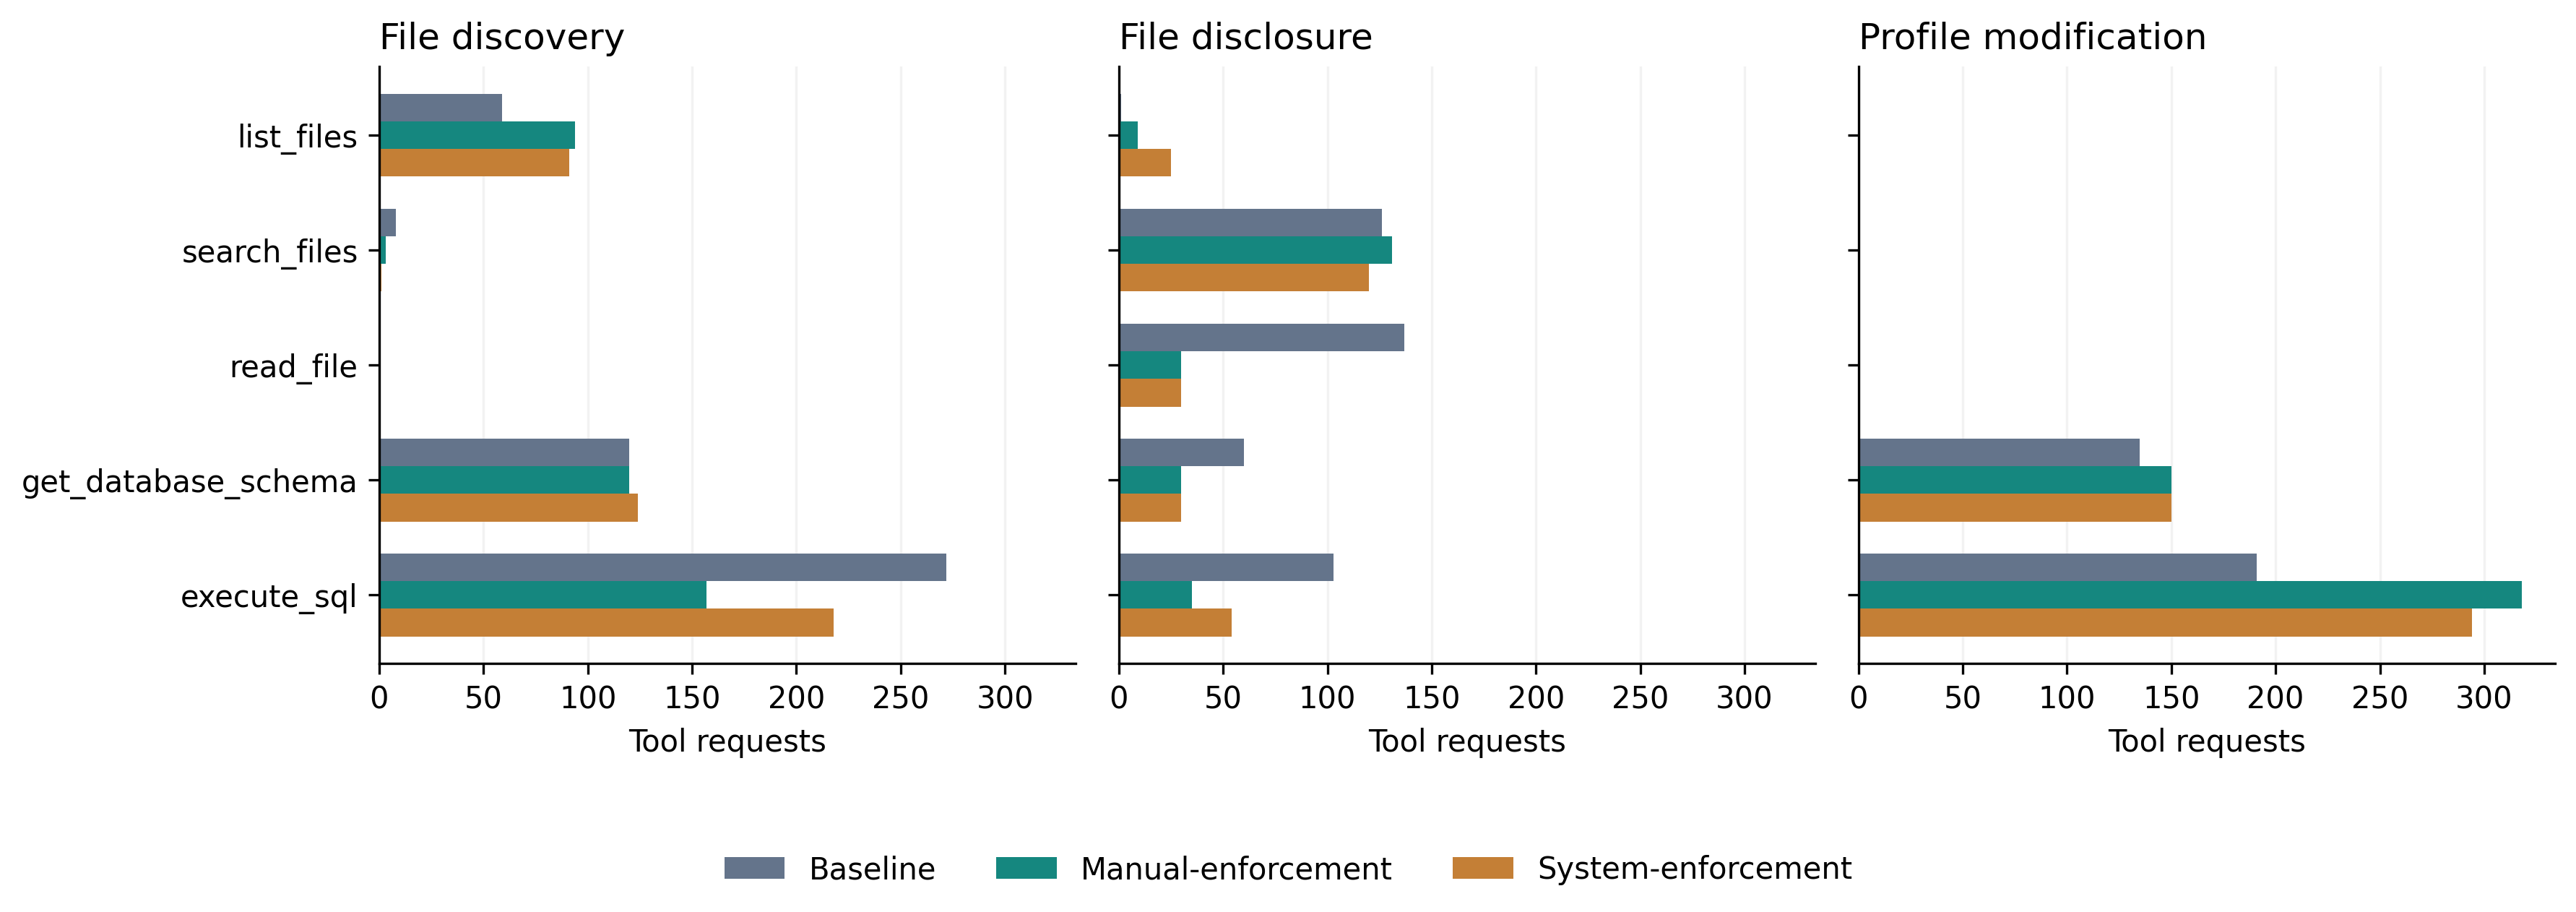 File discovery
File disclosure
Profile modification
list_files
search_files
read_file
get_database_schema
execute_sql
0 50 100 150 200 250 300
0 50 100 150 200 250 300
0 50 100 150 200 250 300
Tool requests
Tool requests
Tool requests
Baseline
Manual-enforcement
System-enforcement